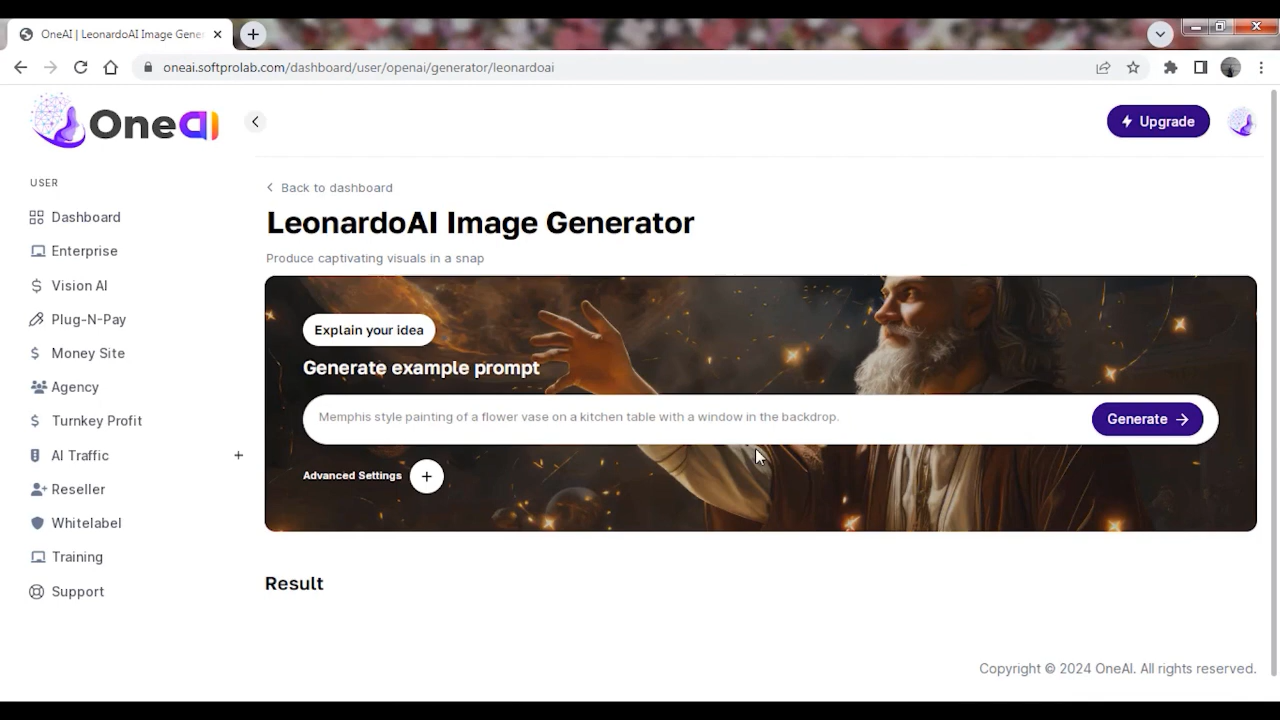 OneAI | LeonardoAI Image Gener
oneai.softprolab.com/dashboard/user/openai/generator/leonardoai
OneAI
Upgrade
USER
Dashboard
Enterprise
Vision AI
Plug-N-Pay
Money Site
Agency
Turnkey Profit
AI Traffic +
Reseller
Whitelabel
Training
Support
Back to dashboard
LeonardoAI Image Generator
Produce captivating visuals in a snap
Explain your idea
Generate example prompt
Memphis style painting of a flower vase on a kitchen table with a window in the backdrop.
Generate →
Advanced Settings +
Result
Copyright © 2024 OneAI. All rights reserved.